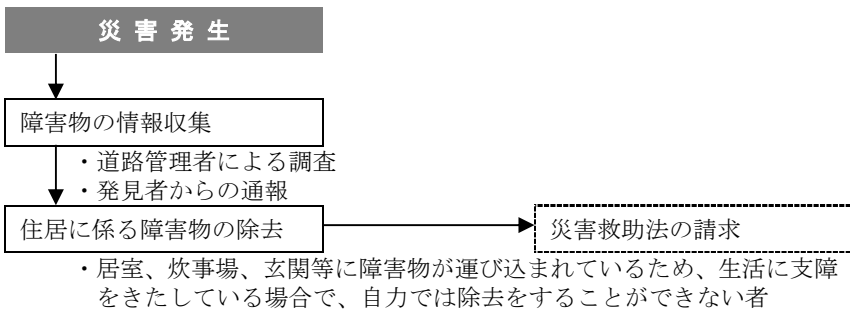 災 害 発 生
障害物の情報収集
・道路管理者による調査
・発見者からの通報
住居に係る障害物の除去
災害救助法の請求
・居室、炊事場、玄関等に障害物が運び込まれているため、生活に支障
をきたしている場合で、自力では除去をすることができない者